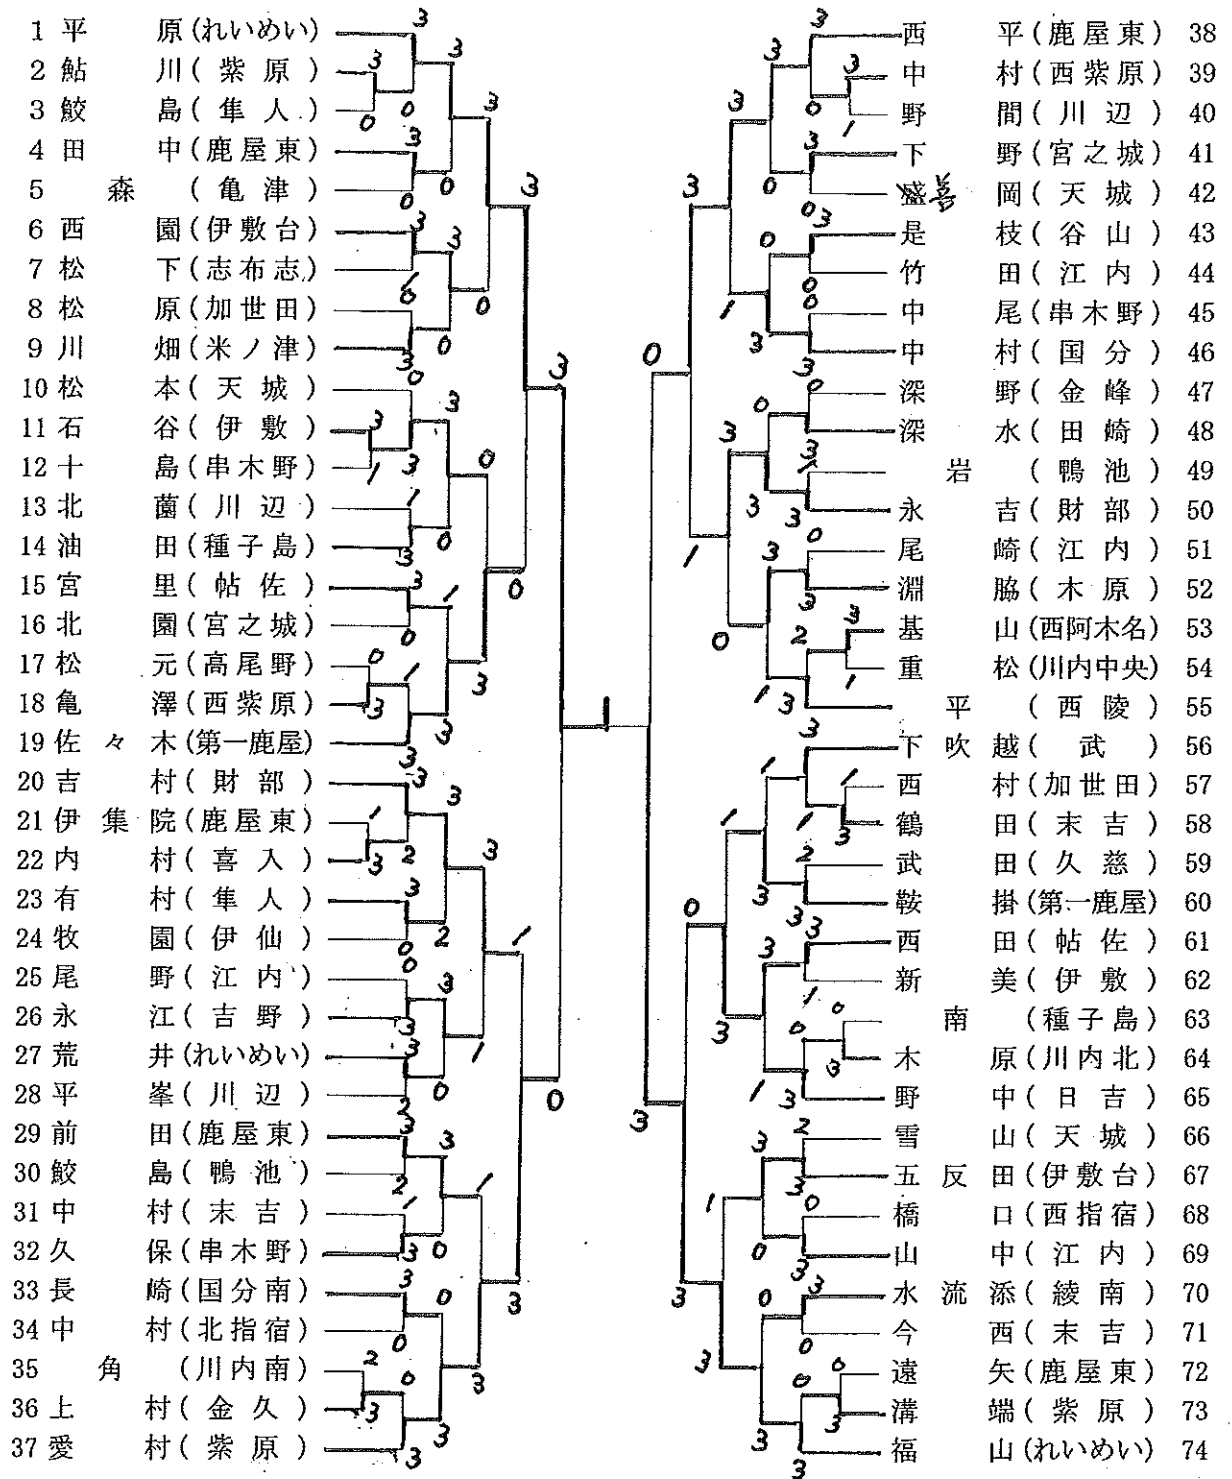 1 平 原 (れいめい)
2 鮎 川 (紫 原)
3 鮫 島 (隼 人)
4 田 中 (鹿屋東)
5 森 (亀 津)
6 西 園 (伊敷台)
7 松 下 (志布志)
8 松 原 (加世田)
9 川 畑 (米ノ津)
10 松 本 (天 城)
11 石 谷 (伊 敷)
12 十 島 (串木野)
13 北 薗 (川 辺)
14 油 田 (種子島)
15 宮 里 (帖 佐)
16 北 園 (宮之城)
17 松 元 (高尾野)
18 亀 澤 (西紫原)
19 佐 々 木 (第一鹿屋)
20 吉 村 (財 部)
21 伊 集 院 (鹿屋東)
22 内 村 (喜 入)
23 有 村 (隼 人)
24 牧 園 (伊 仙)
25 尾 野 (江 内)
26 永 江 (吉 野)
27 荒 井 (れいめい)
28 平 峯 (川 辺)
29 前 田 (鹿屋東)
30 鮫 島 (鴨 池)
31 中 村 (末 吉)
32 久 保 (串木野)
33 長 崎 (国分南)
34 中 村 (北指宿)
35 角 (川内南)
36 上 村 (金 久)
37 愛 村 (紫 原)
西 平 (鹿屋東) 38
中 村 (西紫原) 39
野 間 (川 辺) 40
下 野 (宮之城) 41
盛善 岡 (天 城) 42
是 枝 (谷 山) 43
竹 田 (江 内) 44
中 尾 (串木野) 45
中 村 (国 分) 46
深 野 (金 峰) 47
深 水 (田 崎) 48
岩 (鴨 池) 49
永 吉 (財 部) 50
尾 崎 (江 内) 51
淵 脇 (木 原) 52
基 山 (西阿木名) 53
重 松 (川内中央) 54
平 (西 陵) 55
下 吹 越 (武) 56
西 村 (加世田) 57
鶴 田 (末 吉) 58
武 田 (久 慈) 59
鞍 掛 (第一鹿屋) 60
西 田 (帖 佐) 61
新 美 (伊 敷) 62
南 (種子島) 63
木 原 (川内北) 64
野 中 (日 吉) 65
雪 山 (天 城) 66
五 反 田 (伊敷台) 67
橋 口 (西指宿) 68
山 中 (江 内) 69
水 流 添 (綾 南) 70
今 西 (末 吉) 71
遠 矢 (鹿屋東) 72
溝 端 (紫 原) 73
福 山 (れいめい) 74